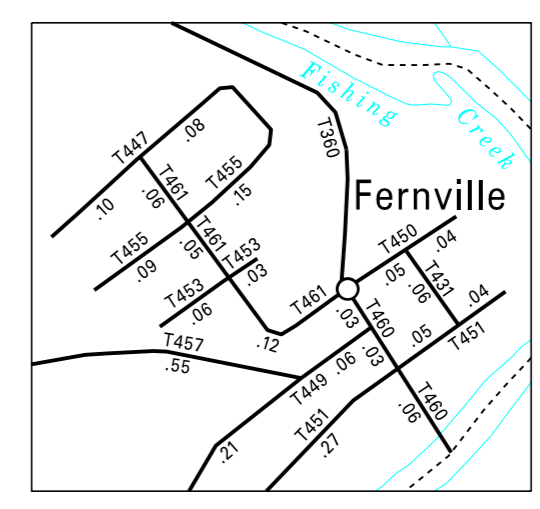 Fishing
Creek
T360
.08
T447
T455
.15
T461
.06
.10
Fernville
T455
.09
T461
.05
T453
.03
T450
.04
T453
.06
.05
T431
.06
.04
T461
.12
.03
T460
T451
.05
T457
.55
.03
.06
T449
T460
.06
T451
.27
.21